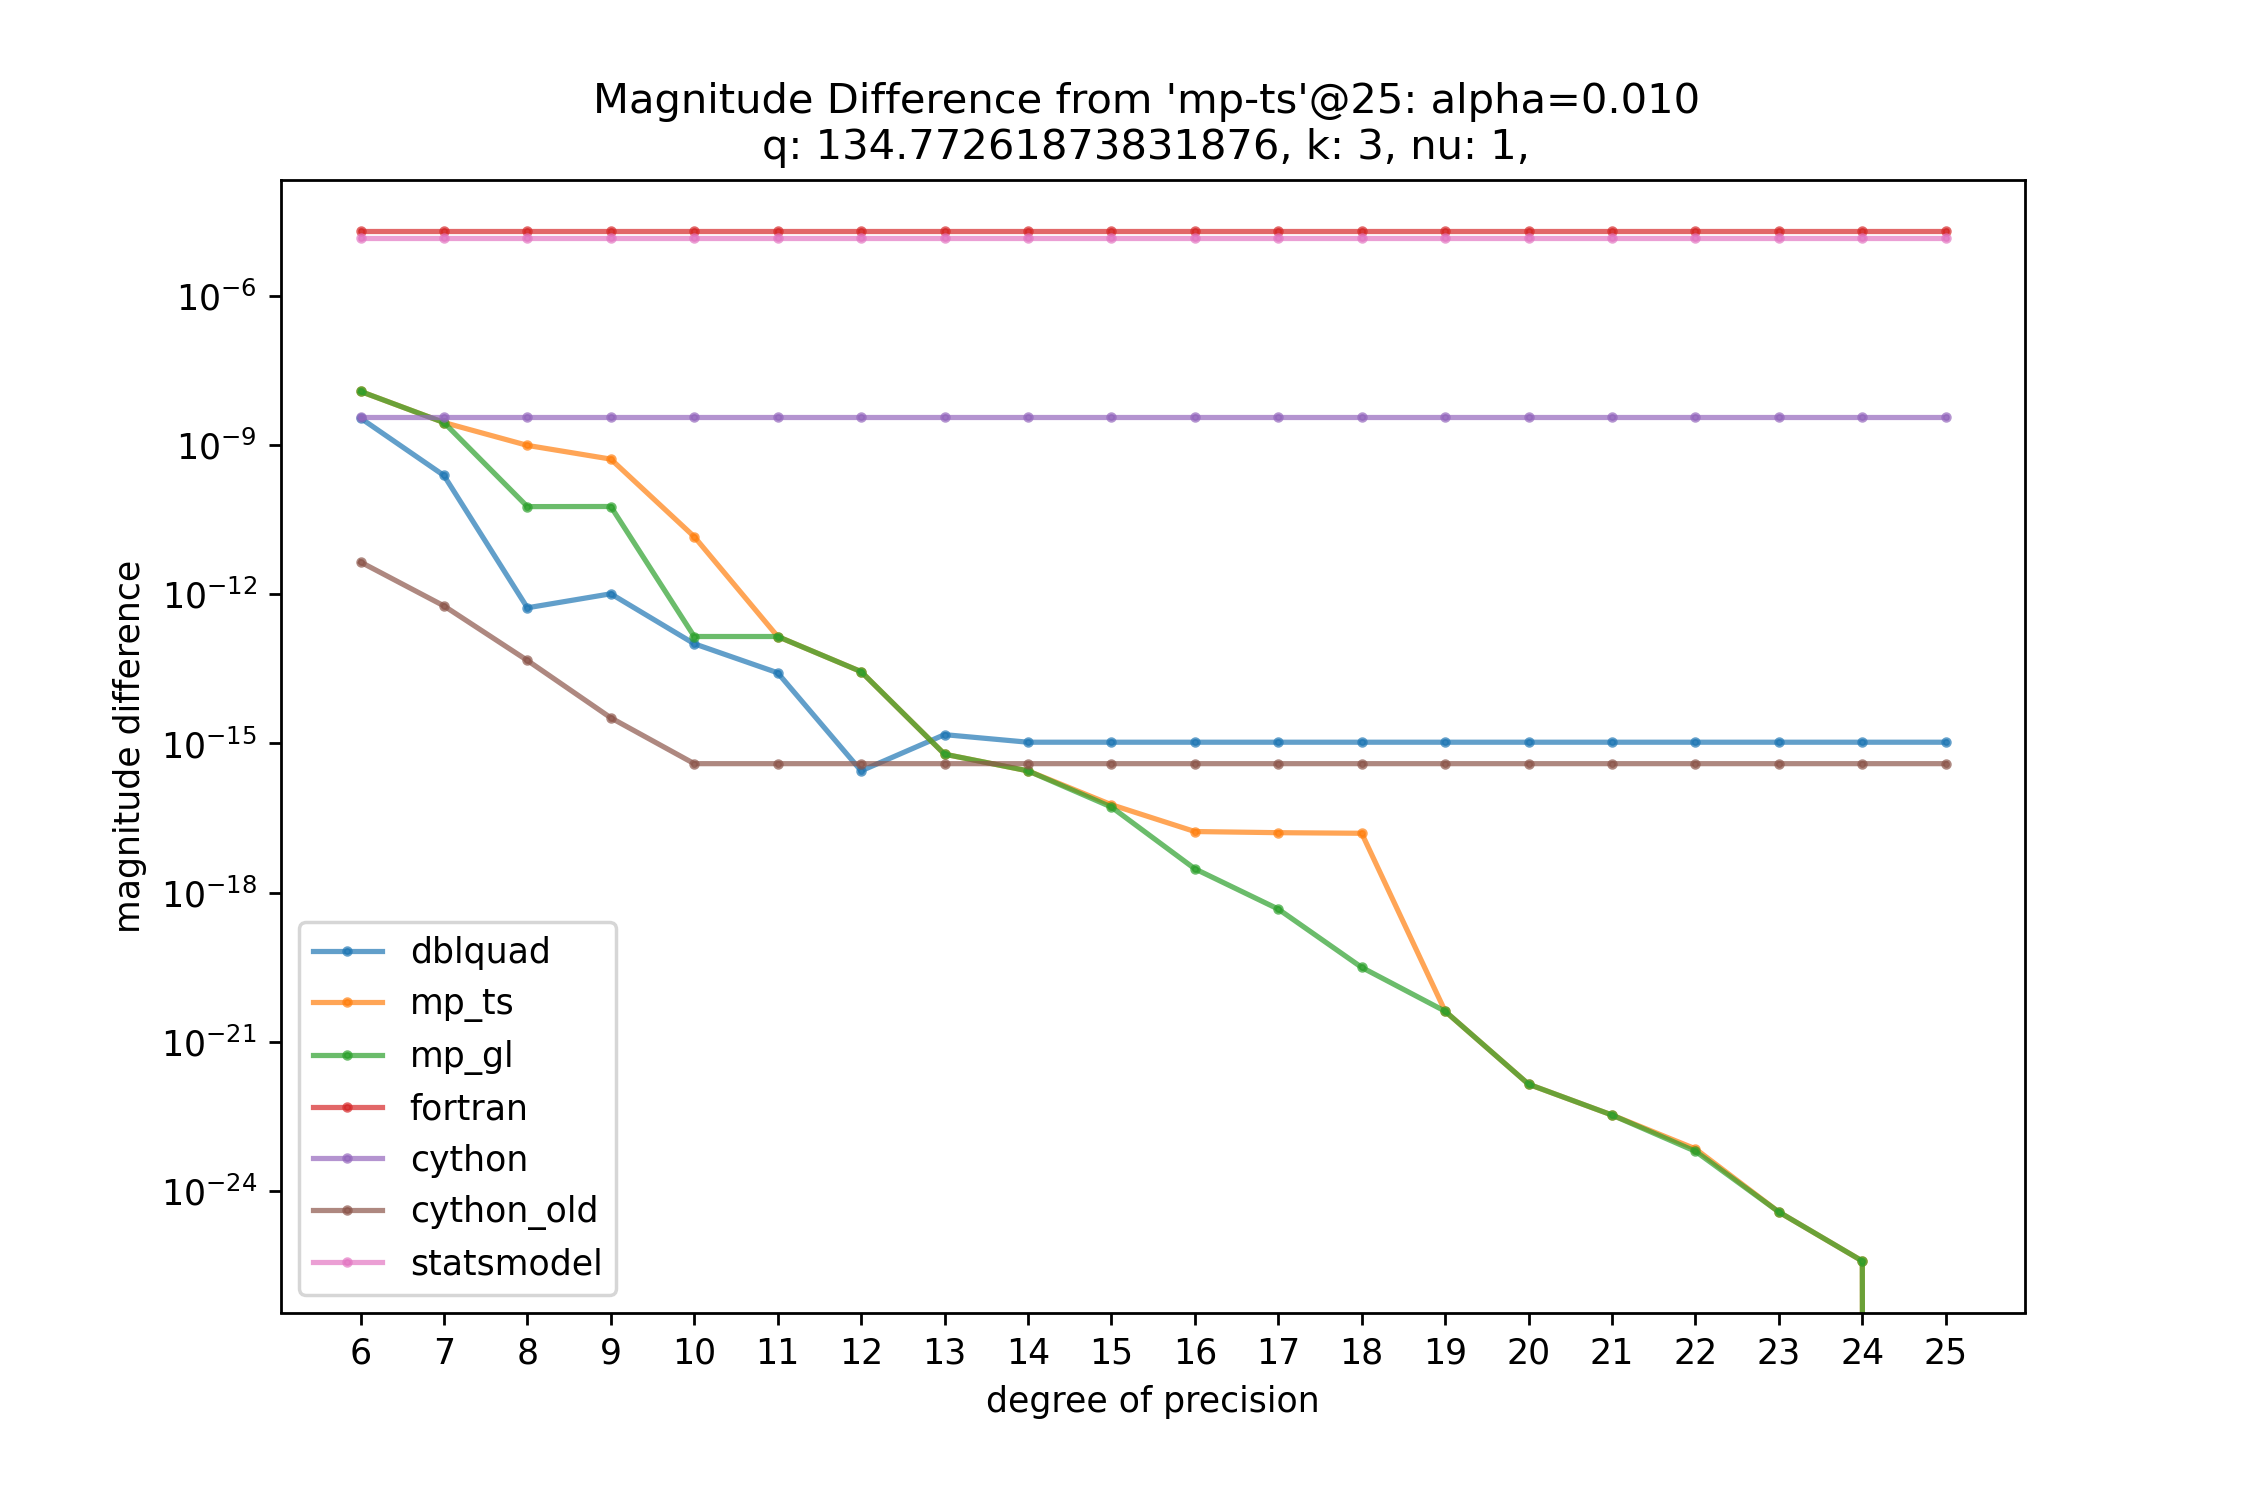 Magnitude Difference from 'mp-ts'@25: alpha=0.010
q: 134.77261873831876, k: 3, nu: 1,
magnitude difference
10⁻⁶
10⁻⁹
10⁻¹²
10⁻¹⁵
10⁻¹⁸
10⁻²¹
10⁻²⁴
dblquad
mp_ts
mp_gl
fortran
cython
cython_old
statsmodel
6 7 8 9 10 11 12 13 14 15 16 17 18 19 20 21 22 23 24 25
degree of precision